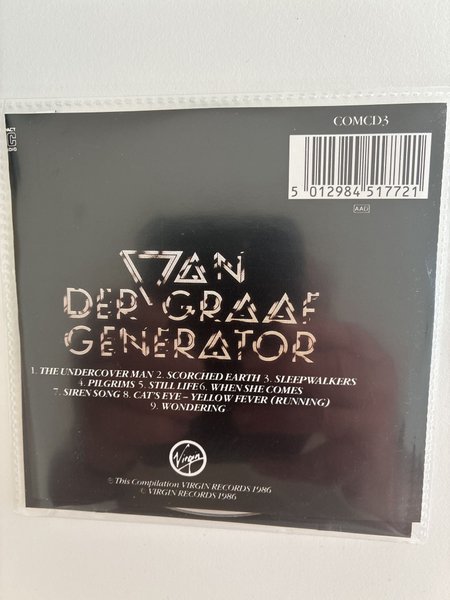 COMCD3
5 012984 517721
AAD
VAN
DER GRAAF
GENERATOR
1. THE UNDERCOVER MAN 2. SCORCHED EARTH 3. SLEEPWALKERS
4. PILGRIMS 5. STILL LIFE6. WHEN SHE COMES
7. SIREN SONG 8. CAT'S EYE – YELLOW FEVER (RUNNING)
9. WONDERING
Virgin
℗ This Compilation VIRGIN RECORDS 1986
© VIRGIN RECORDS 1986